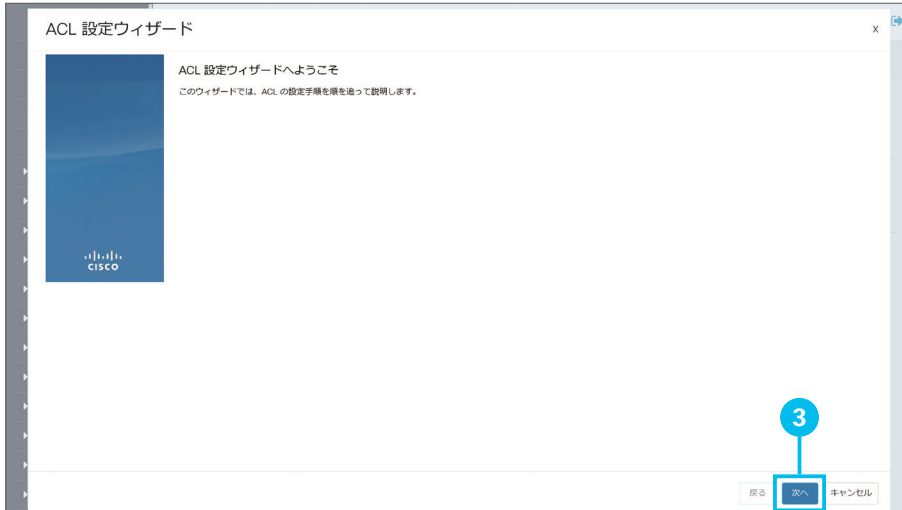 ACL 設定ウィザード
x
ACL 設定ウィザードへようこそ
このウィザードでは、ACL の設定手順を順を追って説明します。
CISCO
3
戻る 次へ キャンセル